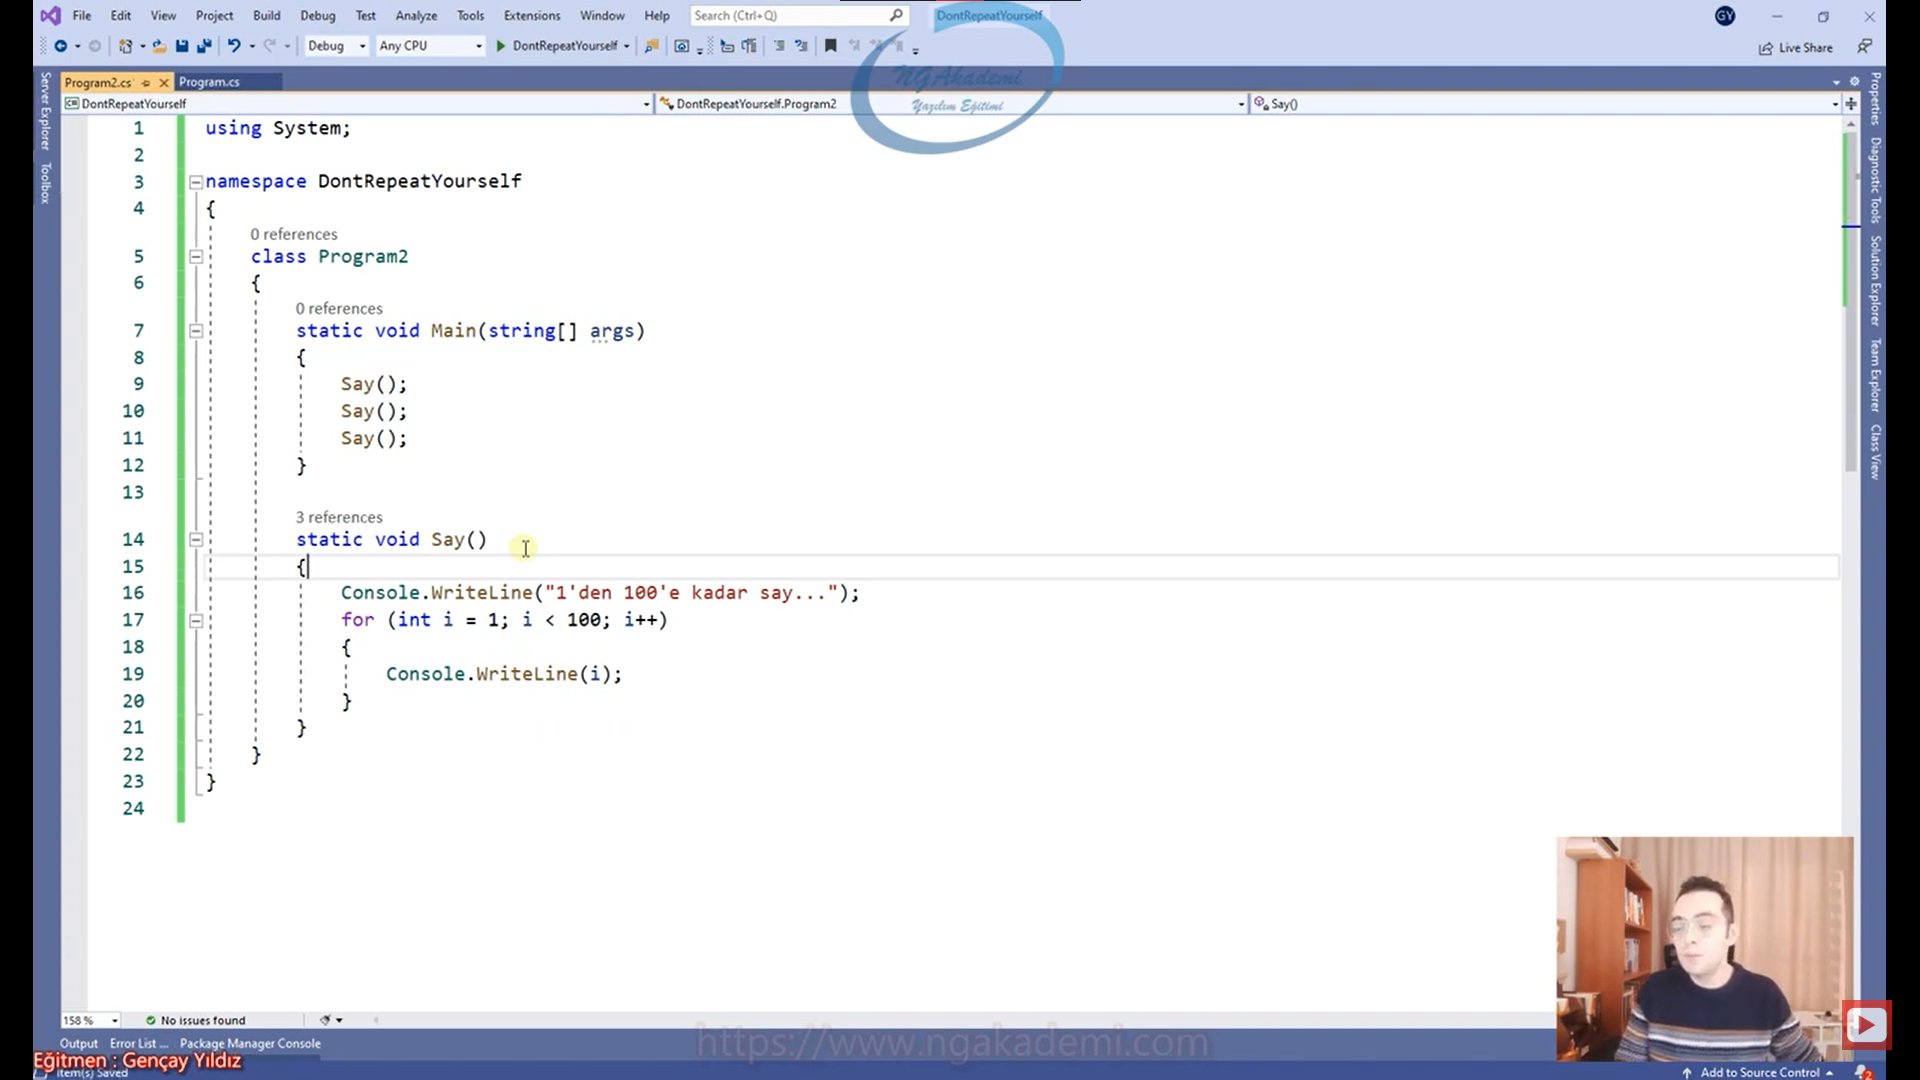 File Edit View Project Build Debug Test Analyze Tools Extensions Window Help Search (Ctrl+Q) DontRepeatYourself GY
Debug Any CPU DontRepeatYourself Live Share
Program2.cs Program.cs
NGAkademi
Yazılım Eğitimi
DontRepeatYourself DontRepeatYourself.Program2 Say()
Server Explorer
Toolbox
1 using System;
2
3 namespace DontRepeatYourself
4 {
0 references
5 class Program2
6 {
0 references
7 static void Main(string[] args)
8 {
9 Say();
10 Say();
11 Say();
12 }
13
3 references
14 static void Say()
15 {
16 Console.WriteLine("1'den 100'e kadar say...");
17 for (int i = 1; i < 100; i++)
18 {
19 Console.WriteLine(i);
20 }
21 }
22 }
23 }
24
Properties
Diagnostic Tools
Solution Explorer
Team Explorer
Class View
158 % No issues found
Output Error List ... Package Manager Console
https://www.ngakademi.com
Eğitmen : Gençay Yıldız
Item(s) Saved
Add to Source Control
2